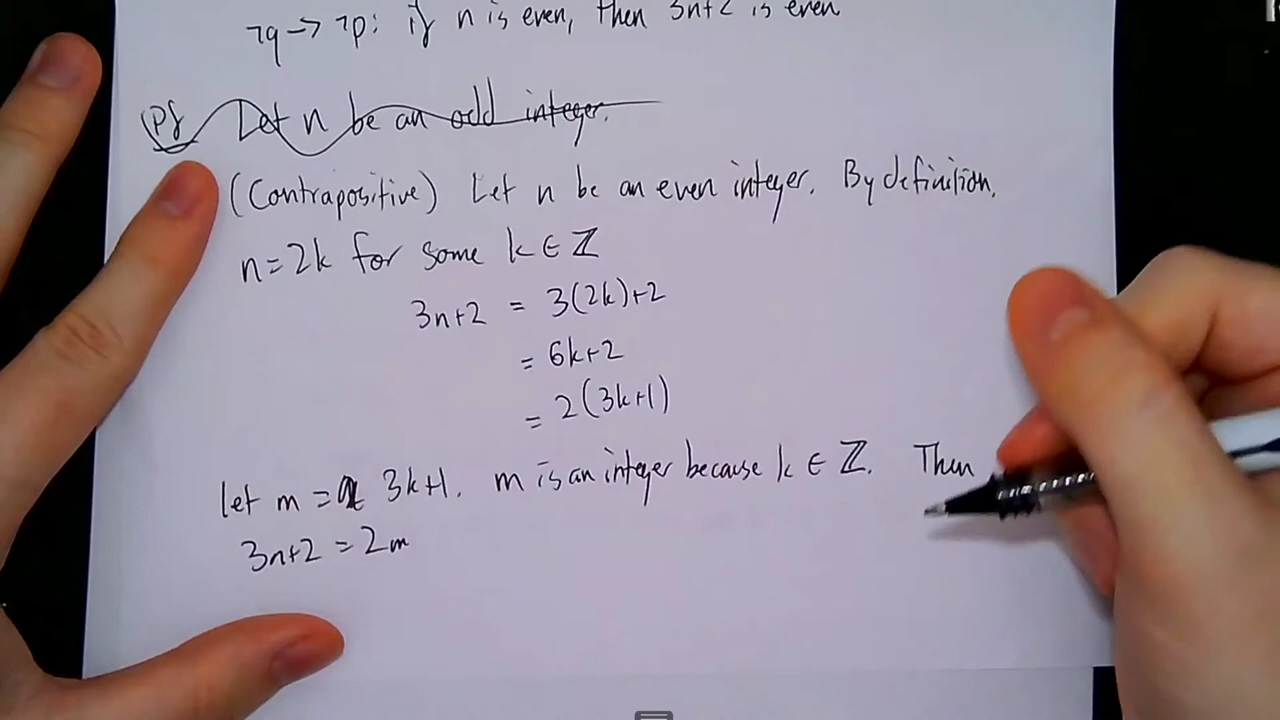 ¬q → ¬p: if n is even, then 3n+2 is even
Pf Let n be an odd integer.
(Contrapositive) Let n be an even integer. By definition,
n=2k for some k ∈ ℤ
3n+2 = 3(2k)+2
= 6k+2
= 2(3k+1)
let m = 3k+1. m is an integer because k ∈ ℤ. Then
3n+2 = 2m